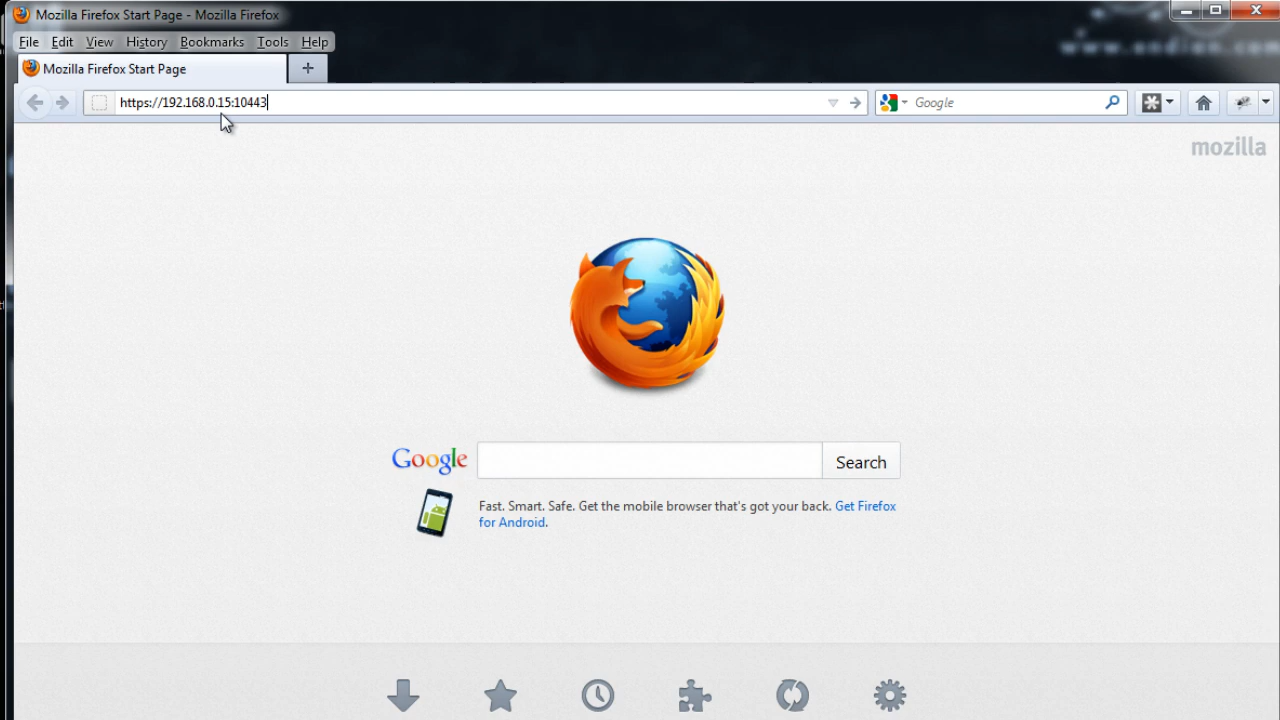 Mozilla Firefox Start Page - Mozilla Firefox
File Edit View History Bookmarks Tools Help
Mozilla Firefox Start Page
https://192.168.0.15:10443
Google
mozilla
Google
Search
Fast. Smart. Safe. Get the mobile browser that's got your back. Get Firefox
for Android.